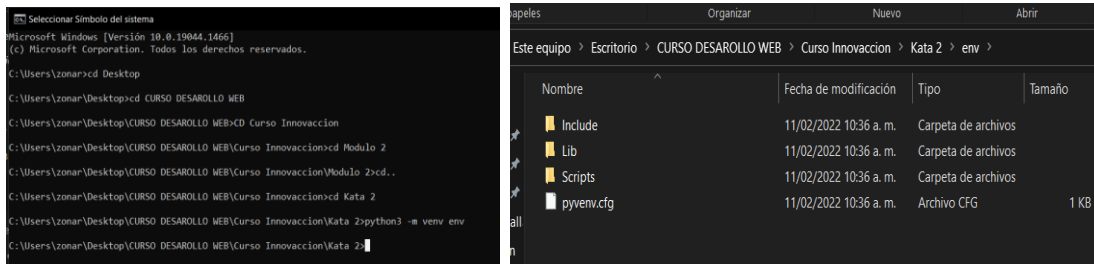 Seleccionar Símbolo del sistema
Microsoft Windows [Versión 10.0.19044.1466]
(c) Microsoft Corporation. Todos los derechos reservados.
C:\Users\zonar>cd Desktop
C:\Users\zonar\Desktop>cd CURSO DESAROLLO WEB
C:\Users\zonar\Desktop\CURSO DESAROLLO WEB>CD Curso Innovaccion
C:\Users\zonar\Desktop\CURSO DESAROLLO WEB\Curso Innovaccion>cd Modulo 2
C:\Users\zonar\Desktop\CURSO DESAROLLO WEB\Curso Innovaccion\Modulo 2>cd..
C:\Users\zonar\Desktop\CURSO DESAROLLO WEB\Curso Innovaccion>cd Kata 2
C:\Users\zonar\Desktop\CURSO DESAROLLO WEB\Curso Innovaccion\Kata 2>python3 -m venv env
C:\Users\zonar\Desktop\CURSO DESAROLLO WEB\Curso Innovaccion\Kata 2>
apeles Organizar Nuevo Abrir
Este equipo > Escritorio > CURSO DESAROLLO WEB > Curso Innovaccion > Kata 2 > env >
Nombre Fecha de modificación Tipo Tamaño
Include 11/02/2022 10:36 a. m. Carpeta de archivos
Lib 11/02/2022 10:36 a. m. Carpeta de archivos
Scripts 11/02/2022 10:36 a. m. Carpeta de archivos
pyvenv.cfg 11/02/2022 10:36 a. m. Archivo CFG 1 KB
all